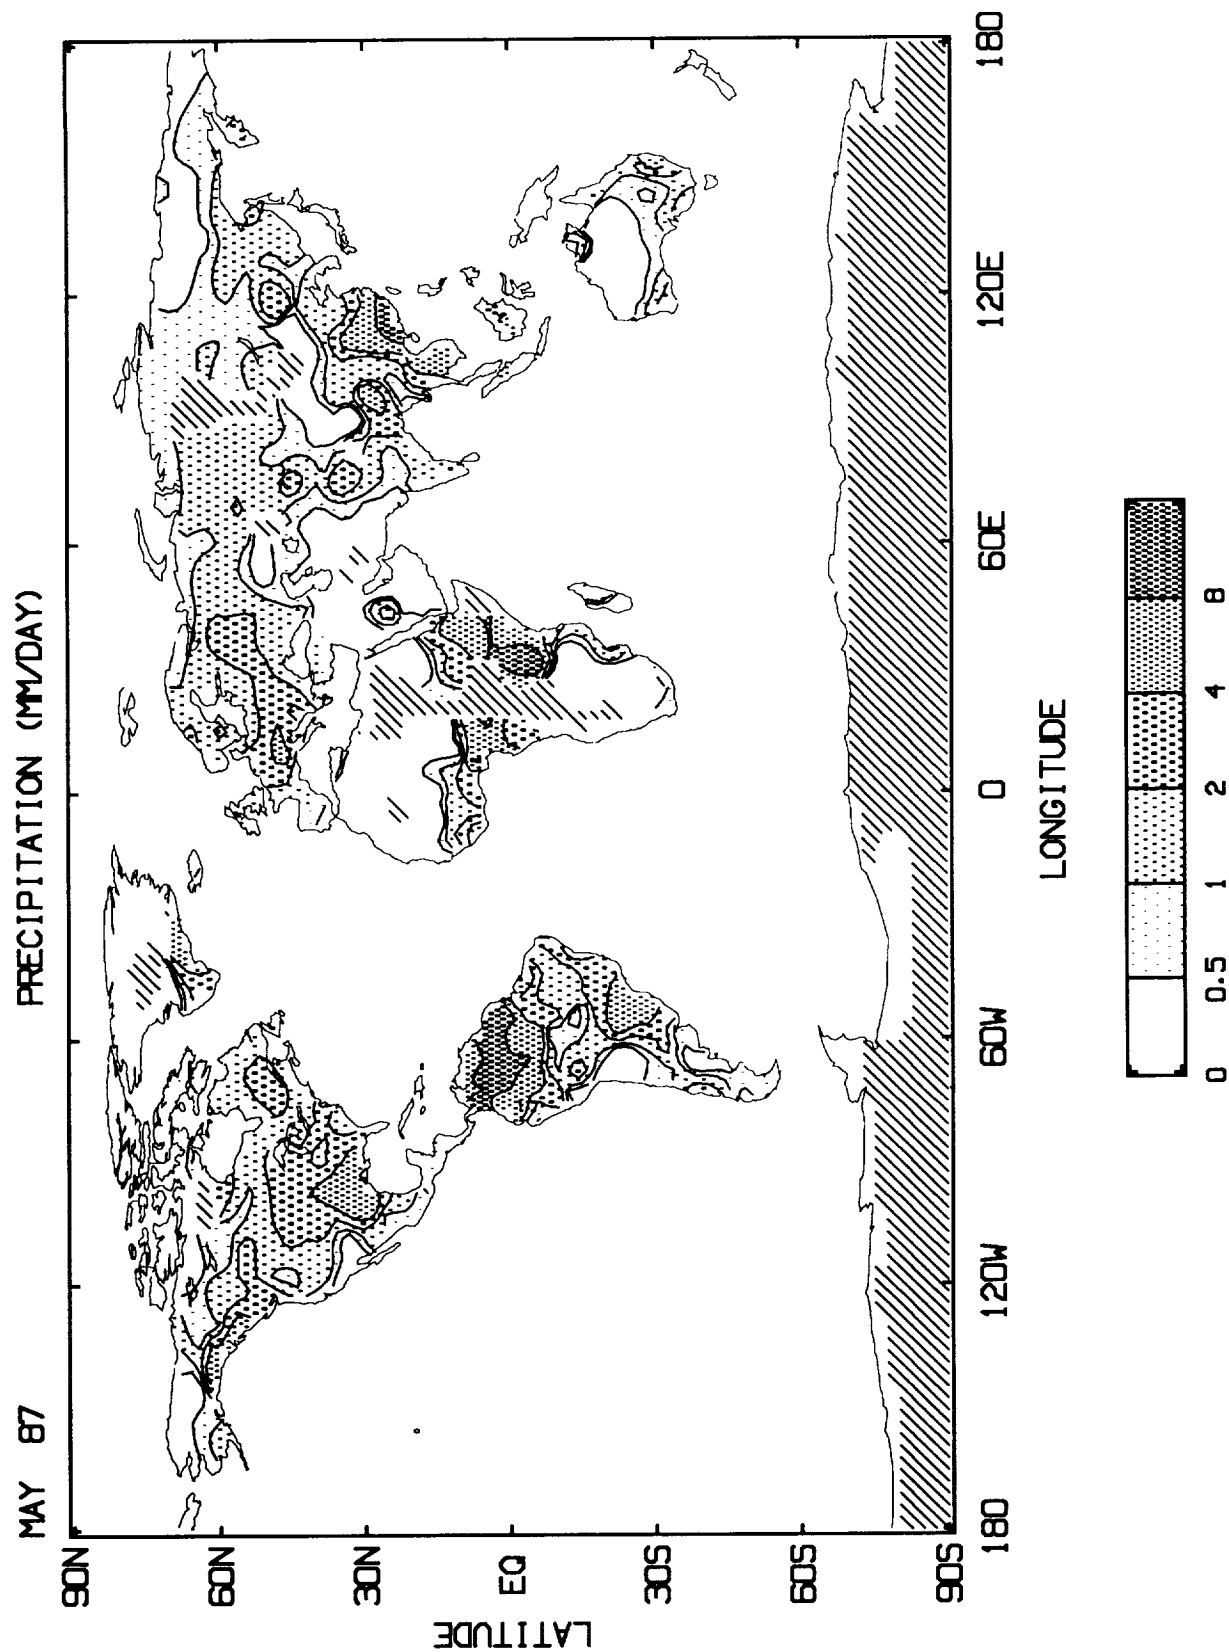 MAY 87 PRECIPITATION (MM/DAY)
90N
60N
30N
EQ
30S
60S
90S
LATITUDE
180 120W 60W 0 60E 120E 180
LONGITUDE
0 0.5 1 2 4 8